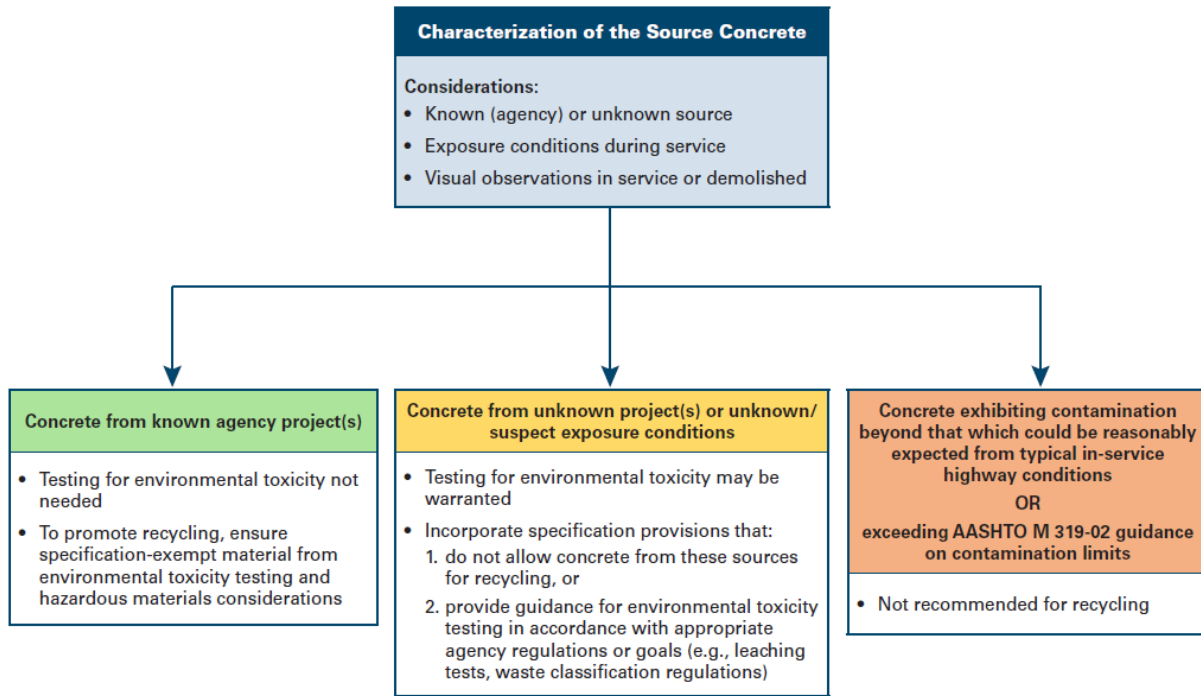 Characterization of the Source Concrete
Considerations:
• Known (agency) or unknown source
• Exposure conditions during service
• Visual observations in service or demolished
Concrete from known agency project(s)
• Testing for environmental toxicity not
needed
• To promote recycling, ensure
specification-exempt material from
environmental toxicity testing and
hazardous materials considerations
Concrete from unknown project(s) or unknown/
suspect exposure conditions
• Testing for environmental toxicity may be
warranted
• Incorporate specification provisions that:
1. do not allow concrete from these sources
for recycling, or
2. provide guidance for environmental toxicity
testing in accordance with appropriate
agency regulations or goals (e.g., leaching
tests, waste classification regulations)
Concrete exhibiting contamination
beyond that which could be reasonably
expected from typical in-service
highway conditions
OR
exceeding AASHTO M 319-02 guidance
on contamination limits
• Not recommended for recycling